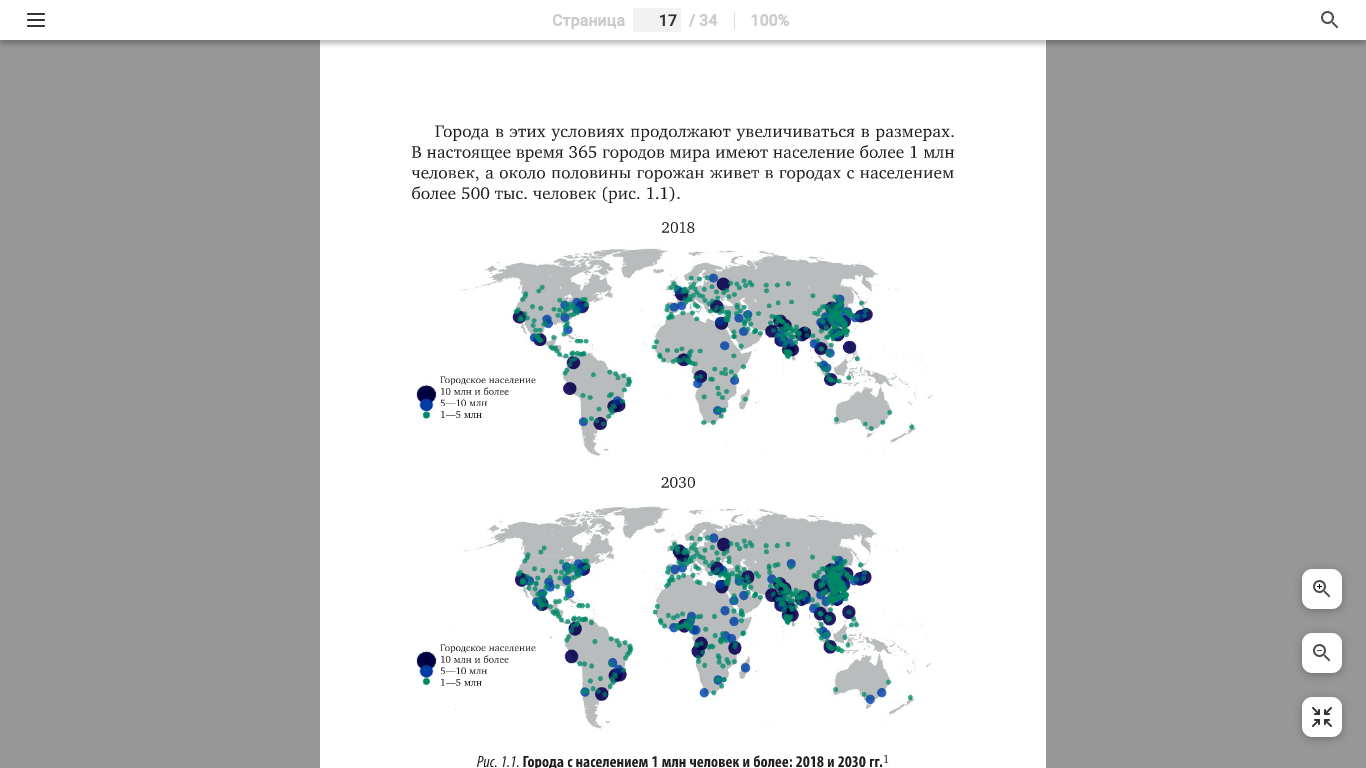 Страница 17 / 34 100%
Города в этих условиях продолжают увеличиваться в размерах.
В настоящее время 365 городов мира имеют население более 1 млн
человек, а около половины горожан живет в городах с населением
более 500 тыс. человек (рис. 1.1).
2018
Городское население
10 млн и более
5—10 млн
1—5 млн
2030
Городское население
10 млн и более
5—10 млн
1—5 млн
Рис. 1.1. Города с населением 1 млн человек и более: 2018 и 2030 гг.1